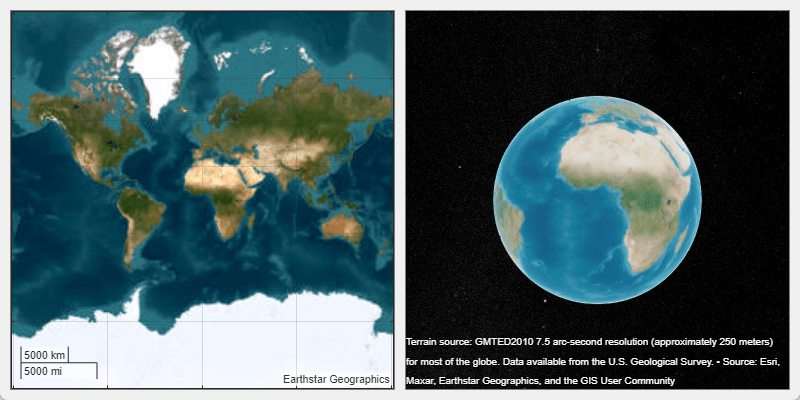 5000 km
5000 mi
Earthstar Geographics
Terrain source: GMTED2010 7.5 arc-second resolution (approximately 250 meters)
for most of the globe. Data available from the U.S. Geological Survey. • Source: Esri,
Maxar, Earthstar Geographics, and the GIS User Community